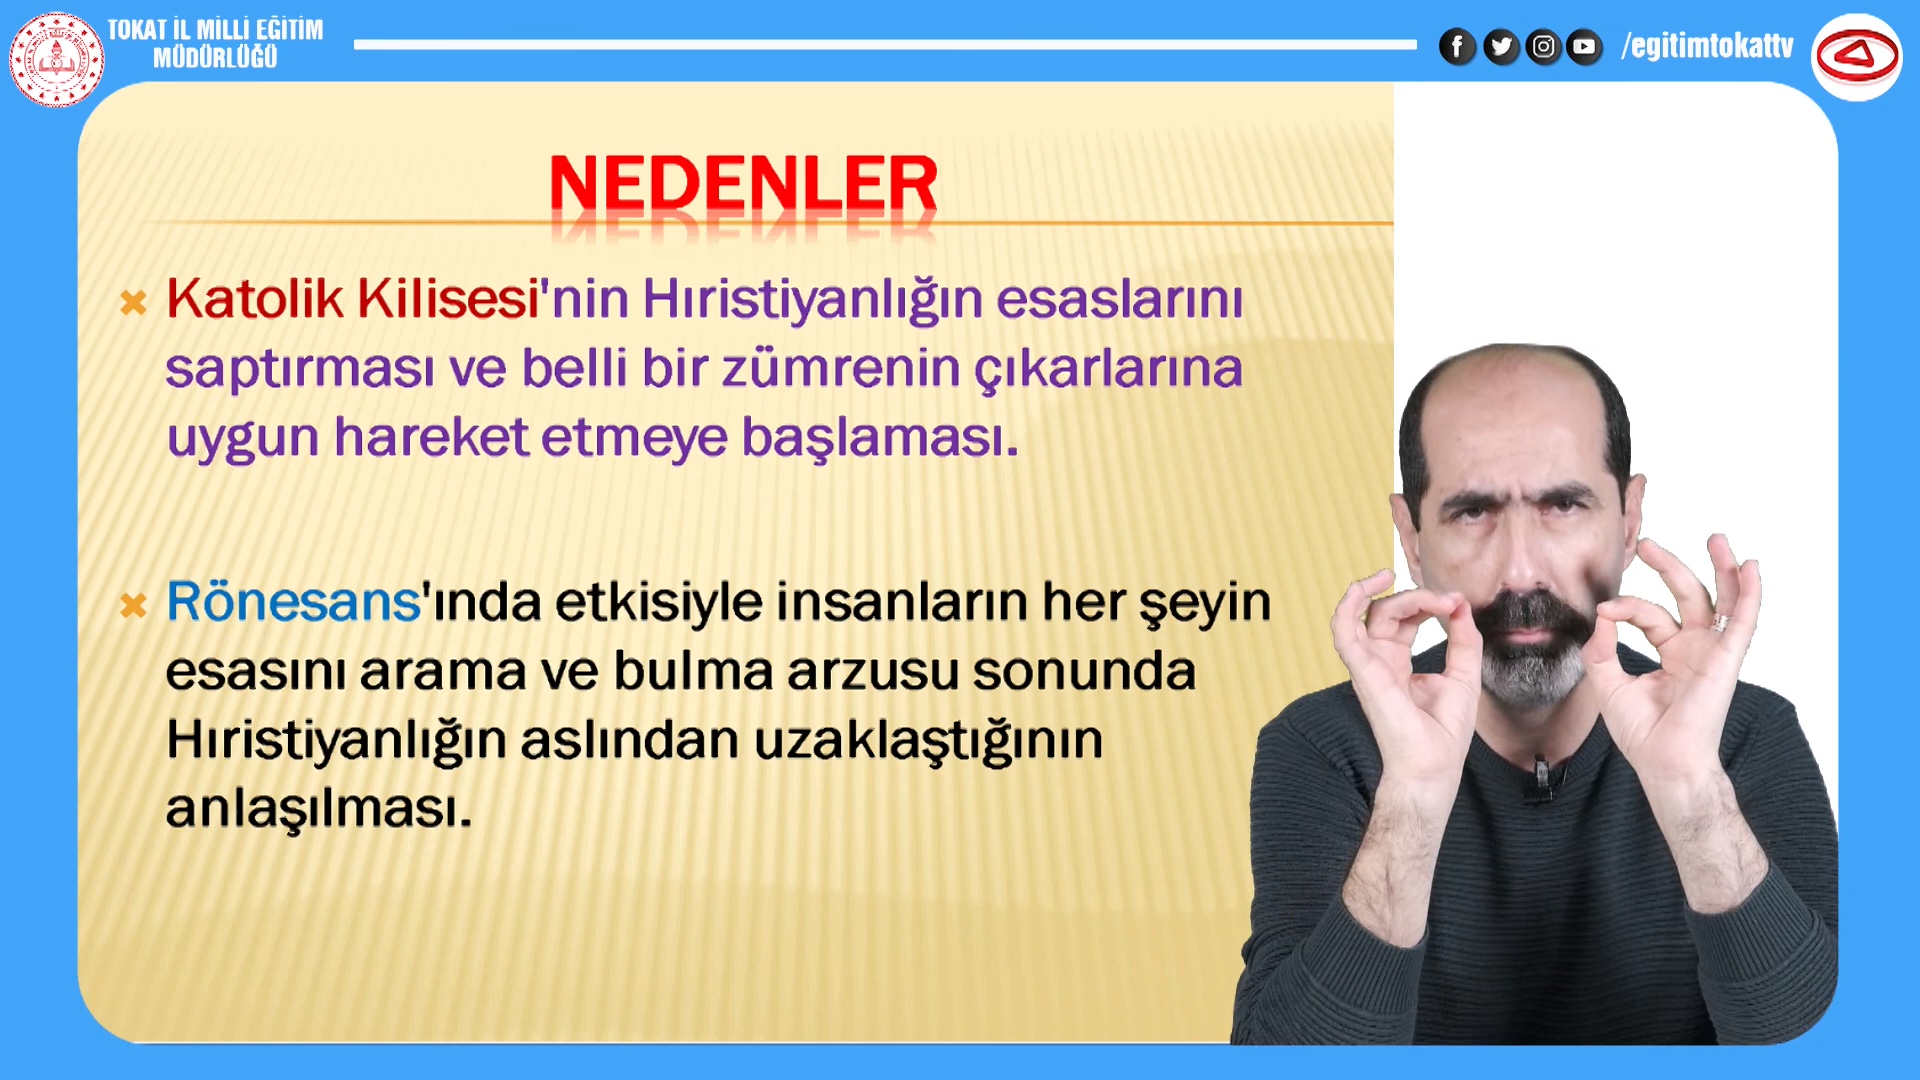 TOKAT İL MİLLİ EĞİTİM
MÜDÜRLÜĞÜ
/egitimtokattv
NEDENLER
Katolik Kilisesi'nin Hıristiyanlığın esaslarını
saptırması ve belli bir zümrenin çıkarlarına
uygun hareket etmeye başlaması.
Rönesans'ında etkisiyle insanların her şeyin
esasını arama ve bulma arzusu sonunda
Hıristiyanlığın aslından uzaklaştığının
anlaşılması.